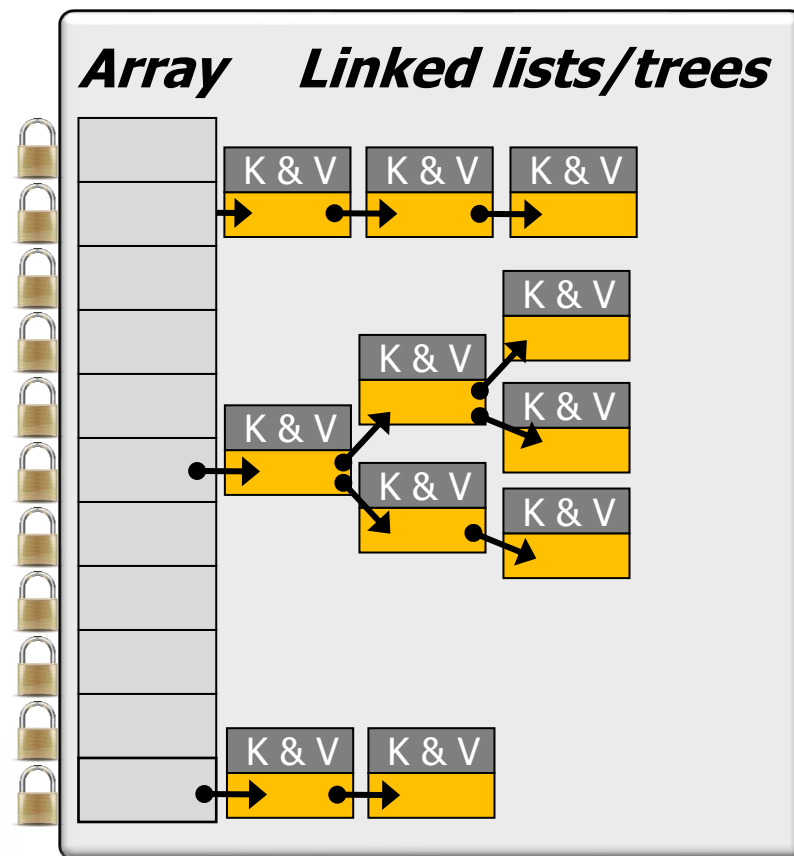 Array Linked lists/trees
K & V K & V K & V
K & V
K & V
K & V
K & V
K & V
K & V
K & V K & V